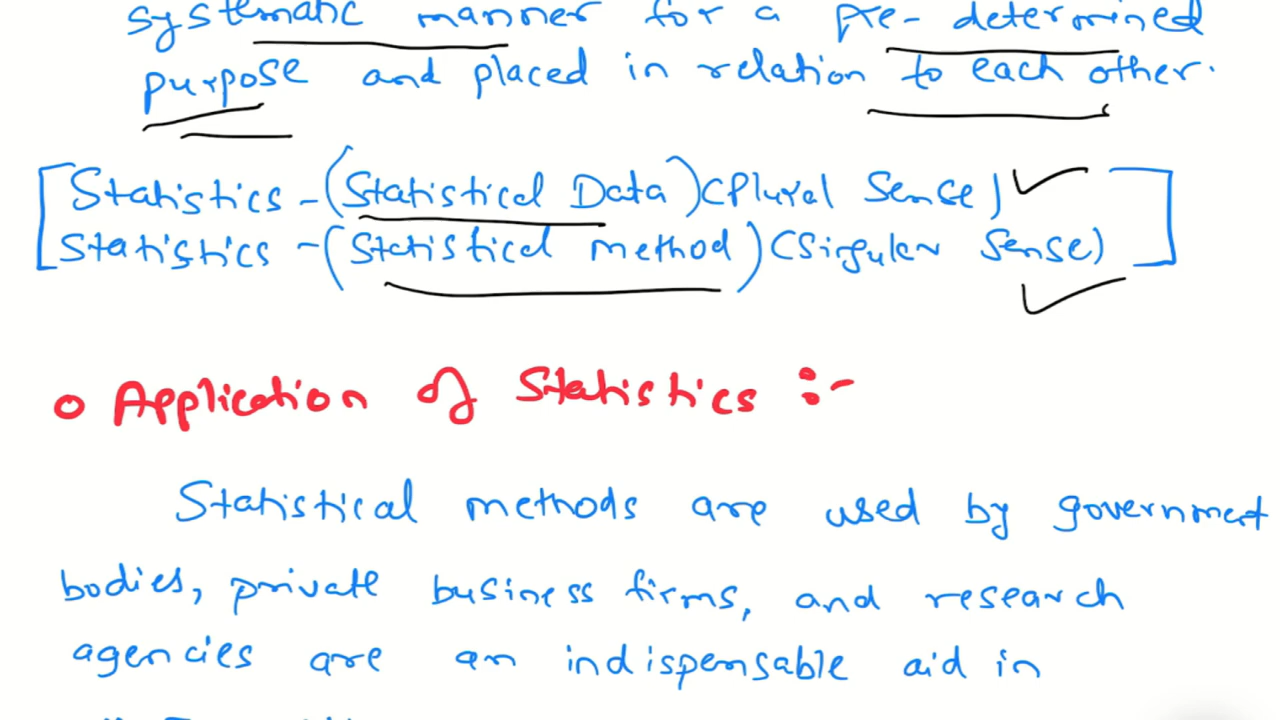 systematic manner for a pre-determined
purpose and placed in relation to each other.
[Statistics - (Statistical Data) (Plural Sense)]
[Statistics - (Statistical method) (Singular Sense)]
o Application of Statistics :-
Statistical methods are used by government
bodies, private business firms, and research
agencies are an indispensable aid in